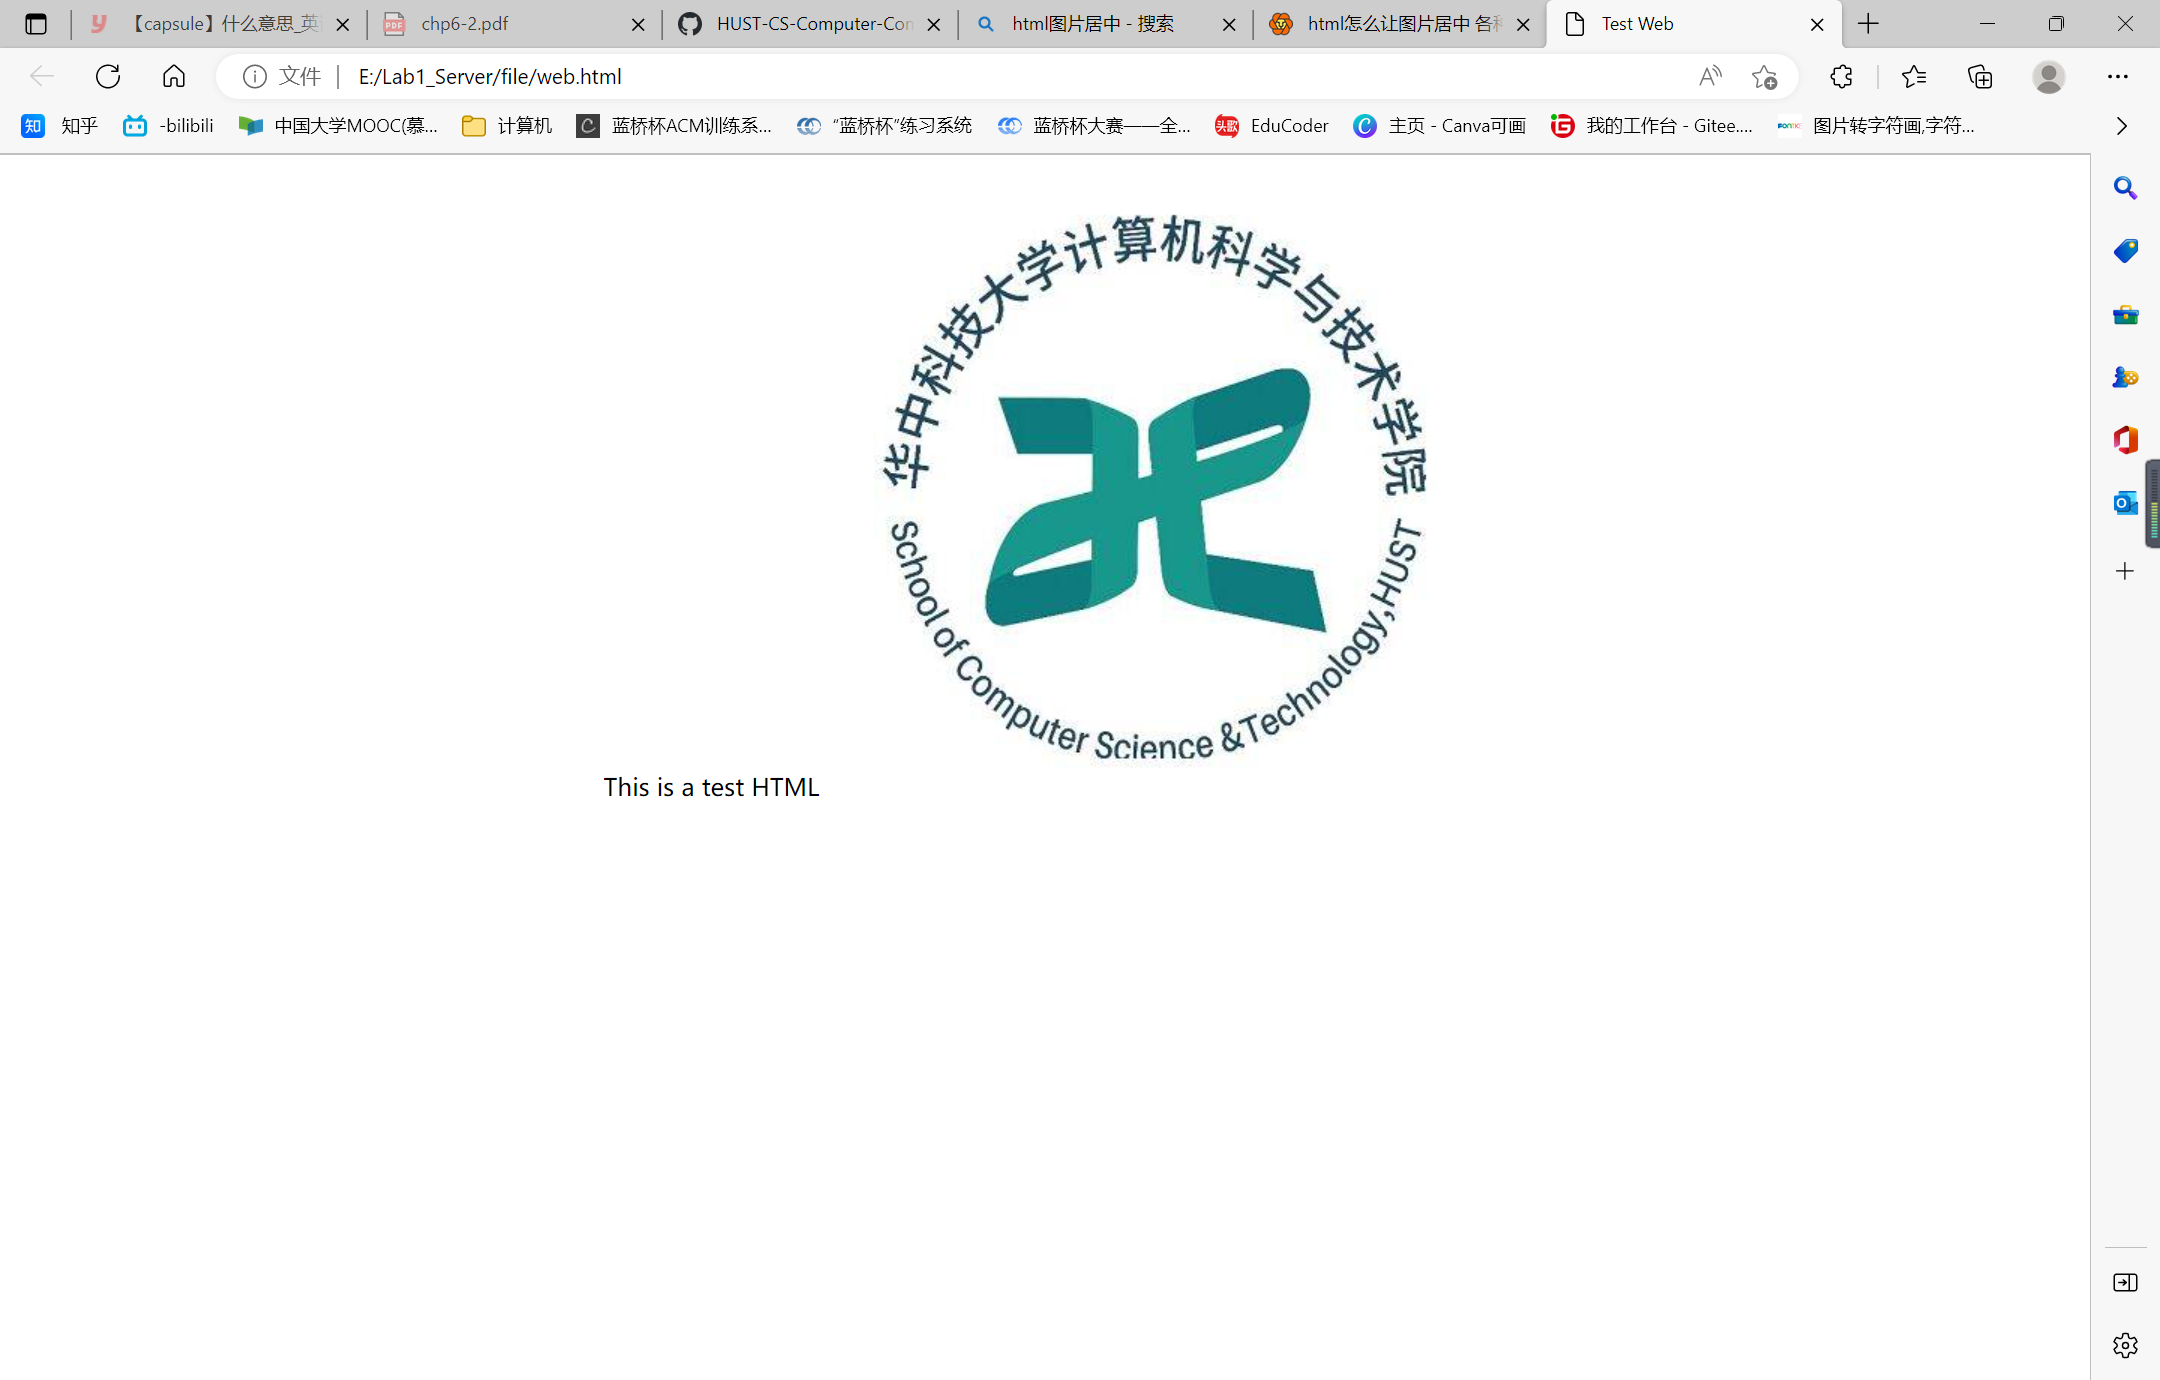 【capsule】什么意思_英
chp6-2.pdf
HUST-CS-Computer-Con
html图片居中 - 搜索
html怎么让图片居中 各种
Test Web
文件
E:/Lab1_Server/file/web.html
知乎
-bilibili
中国大学MOOC(慕...
计算机
蓝桥杯ACM训练系...
“蓝桥杯”练习系统
蓝桥杯大赛——全...
头歌
EduCoder
主页 - Canva可画
我的工作台 - Gitee....
图片转字符画,字符...
华中科技大学计算机科学与技术学院
School of Computer Science &Technology,HUST
This is a test HTML